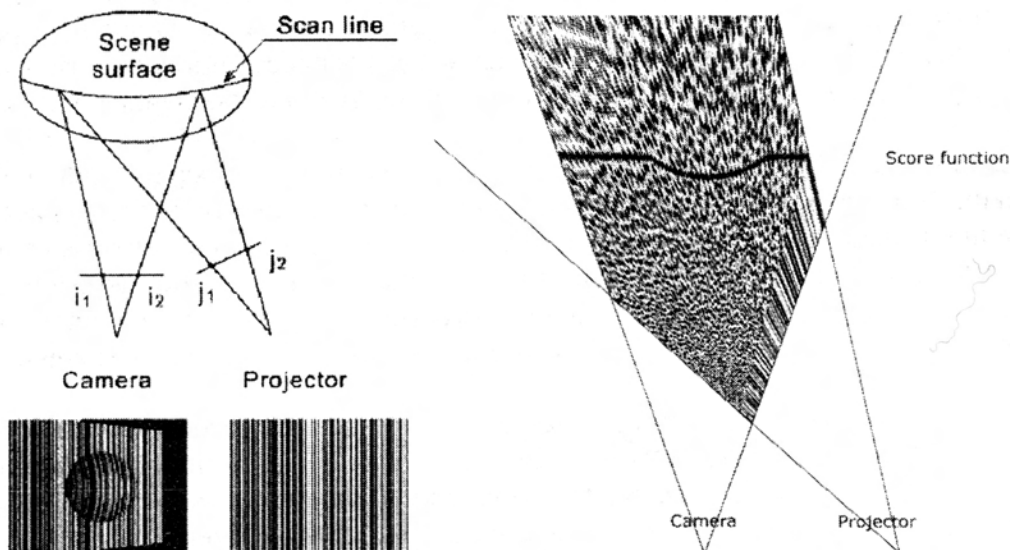 Scene
surface
Scan line
i₁
i₂
j₁
j₂
Camera
Projector
Score function
Camera
Projector